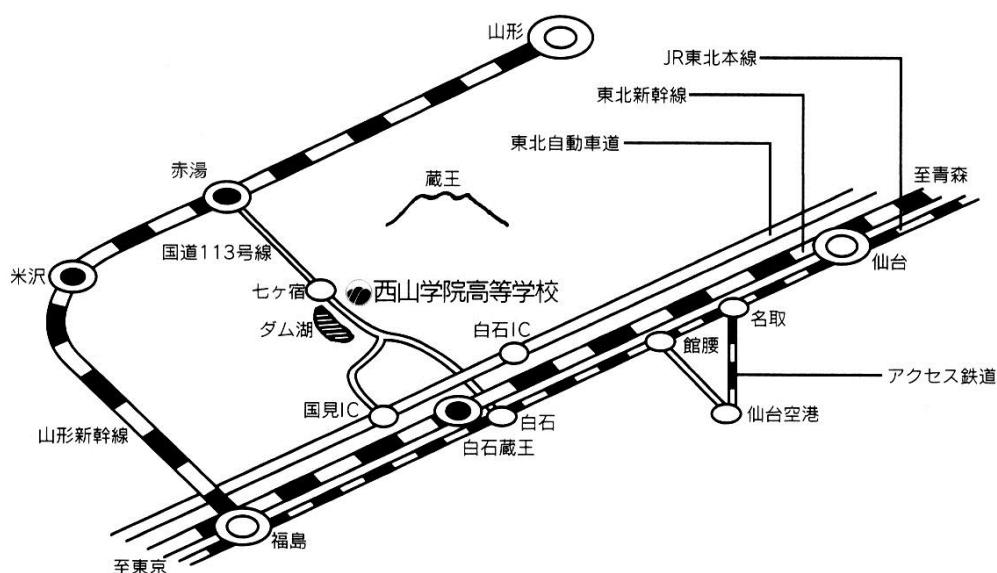 山形
JR東北本線
東北新幹線
東北自動車道
赤湯
蔵王
至青森
国道113号線
仙台
米沢
七ヶ宿
西山学院高等学校
ダム湖
白石IC
名取
館腰
アクセス鉄道
国見IC
白石
仙台空港
山形新幹線
白石蔵王
福島
至東京